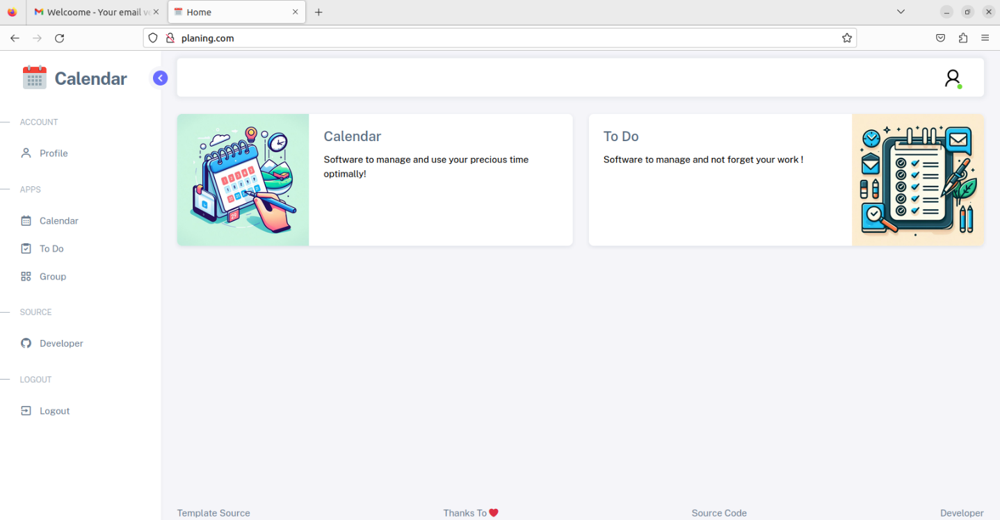 Welcoome - Your email ve
Home
planing.com
Calendar
ACCOUNT
Profile
APPS
Calendar
To Do
Group
SOURCE
Developer
LOGOUT
Logout
Calendar
Software to manage and use your precious time
optimally!
To Do
Software to manage and not forget your work !
Template Source
Thanks To ❤
Source Code
Developer